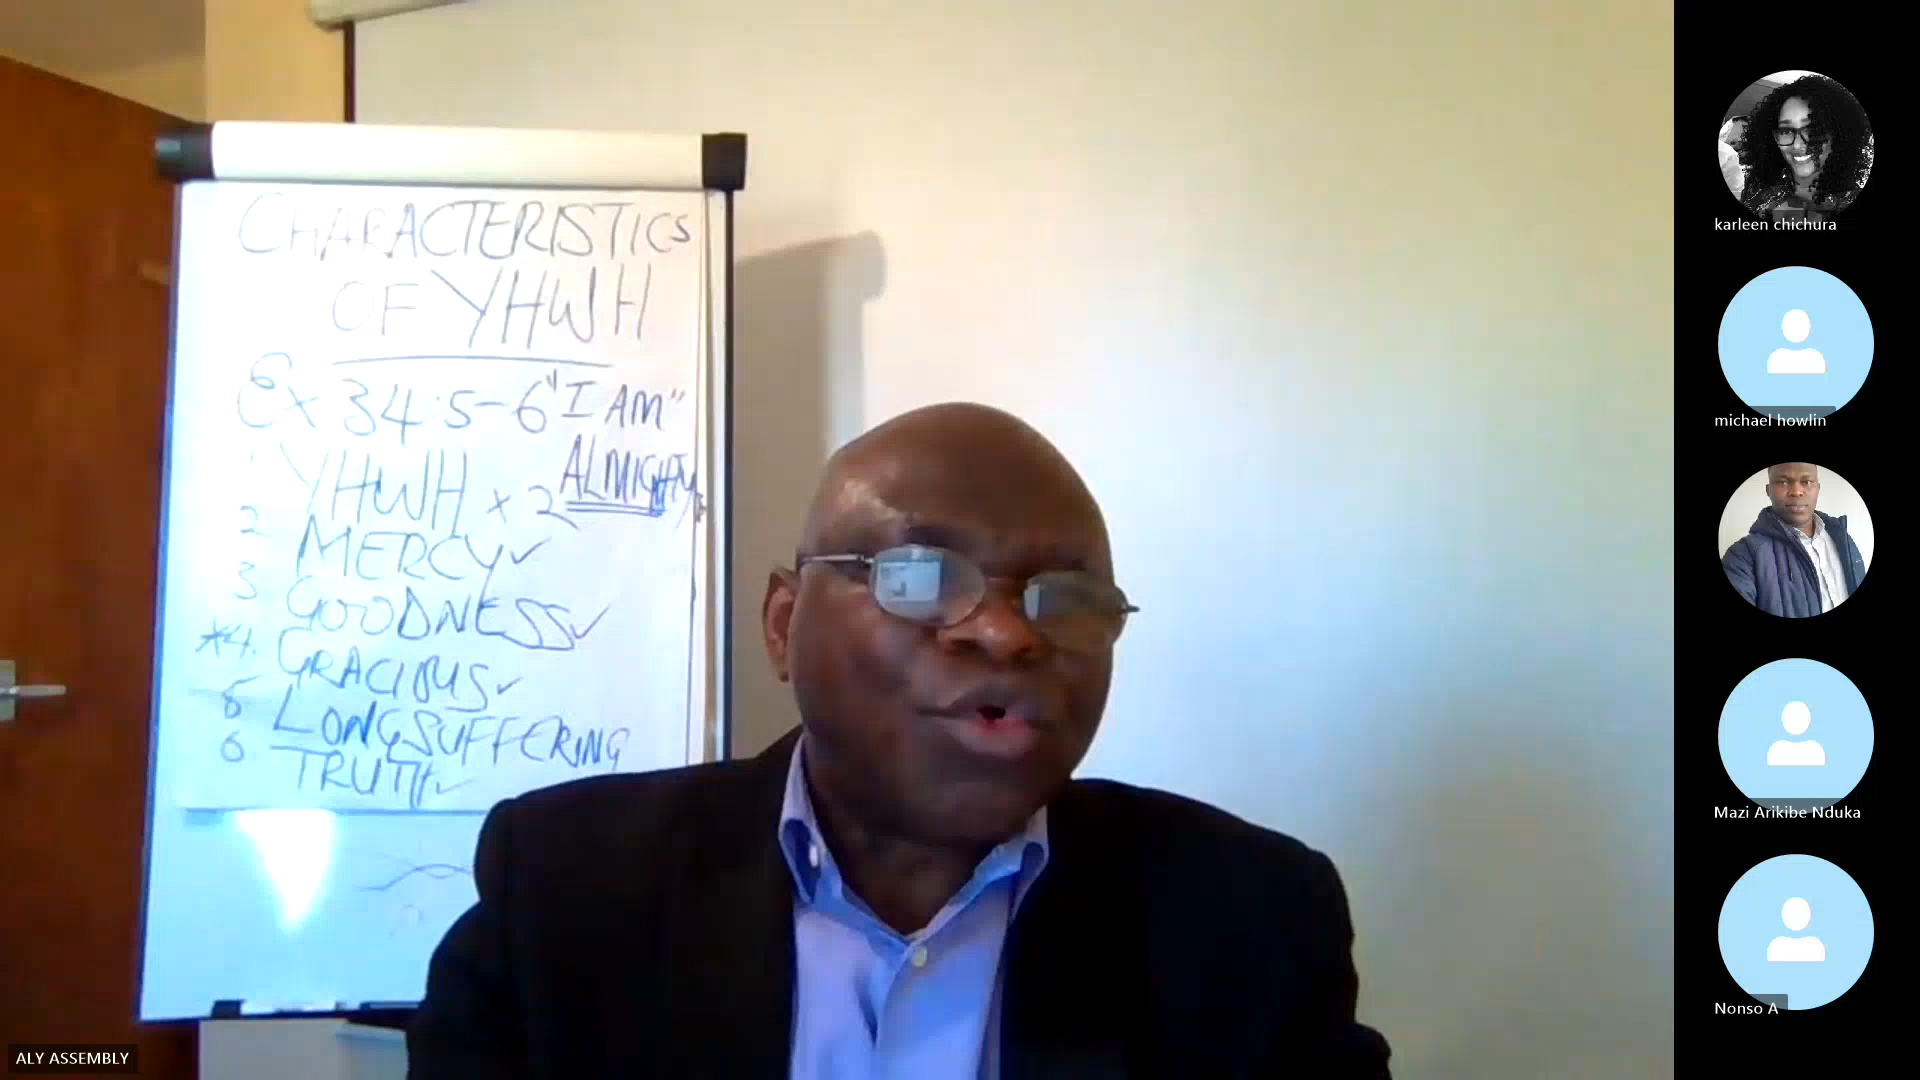 CHARACTERISTICS
OF YHWH
Ex 34:5-6 "I AM"
ALMIGHTY
1 YHWH x 2
2 MERCY ✓
3 GOODNESS ✓
*4. GRACIOUS ✓
5 LONGSUFFERING
6 TRUTH ✓
ALY ASSEMBLY
karleen chichura
michael howlin
Mazi Arikibe Nduka
Nonso A